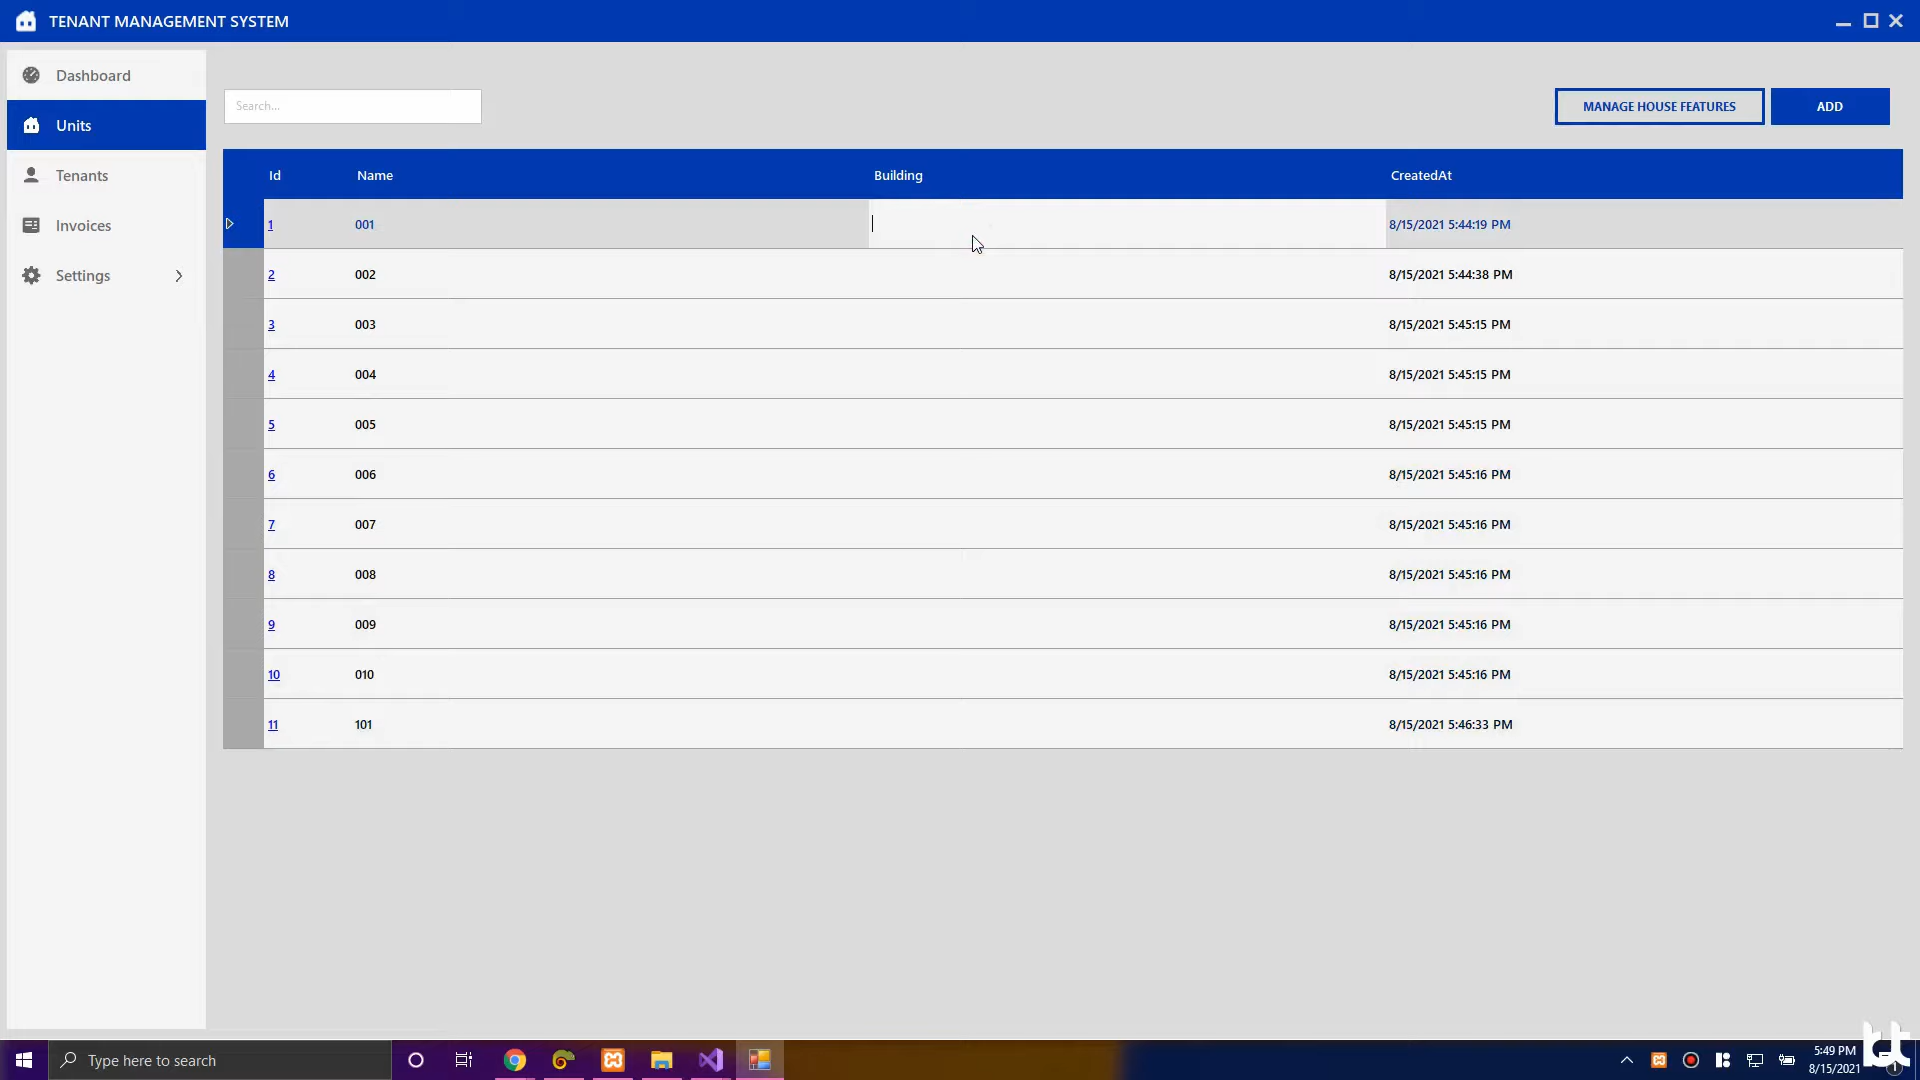 TENANT MANAGEMENT SYSTEM
Dashboard
Units
Tenants
Invoices
Settings
Search...
MANAGE HOUSE FEATURES
ADD
Id Name Building CreatedAt
1 001 8/15/2021 5:44:19 PM
2 002 8/15/2021 5:44:38 PM
3 003 8/15/2021 5:45:15 PM
4 004 8/15/2021 5:45:15 PM
5 005 8/15/2021 5:45:15 PM
6 006 8/15/2021 5:45:16 PM
7 007 8/15/2021 5:45:16 PM
8 008 8/15/2021 5:45:16 PM
9 009 8/15/2021 5:45:16 PM
10 010 8/15/2021 5:45:16 PM
11 101 8/15/2021 5:46:33 PM
Type here to search
5:49 PM
8/15/2021